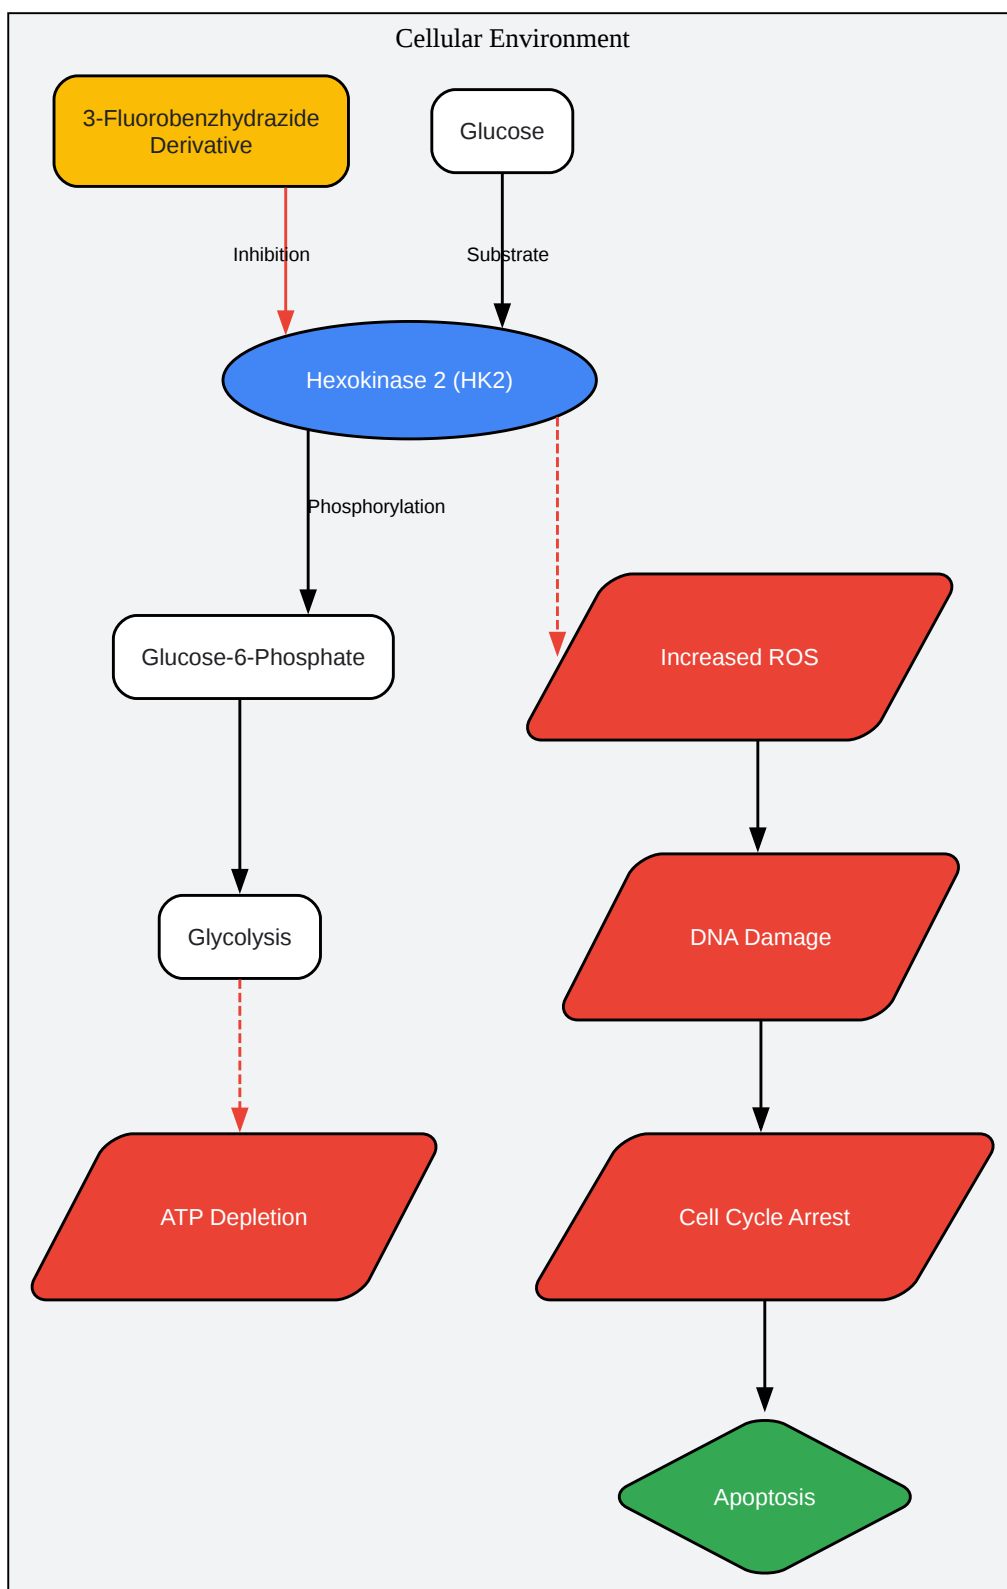 Cellular Environment
3-Fluorobenzhydrazide
Derivative
Glucose
Inhibition
Substrate
Hexokinase 2 (HK2)
Phosphorylation
Glucose-6-Phosphate
Increased ROS
Glycolysis
DNA Damage
ATP Depletion
Cell Cycle Arrest
Apoptosis